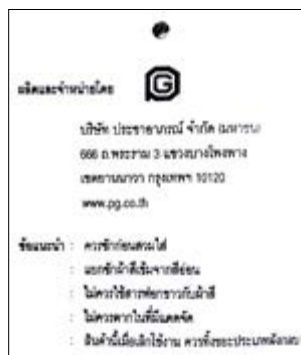 ผลิตและจำหน่ายโดย
บริษัท ประชาอาภรณ์ จำกัด (มหาชน)
666 ถ.พระราม 3 แขวงบางโพงพาง
เขตยานนาวา กรุงเทพฯ 10120
www.pg.co.th
ข้อแนะนำ : ควรซักก่อนสวมใส่
: แยกซักผ้าสีเข้มจากสีอ่อน
: ไม่ควรใช้สารฟอกขาวกับผ้าสี
: ไม่ควรตากในที่มีแดดจัด
: สินค้านี้เมื่อเลิกใช้งาน ควรทิ้งขยะประเภทฝังกลบ